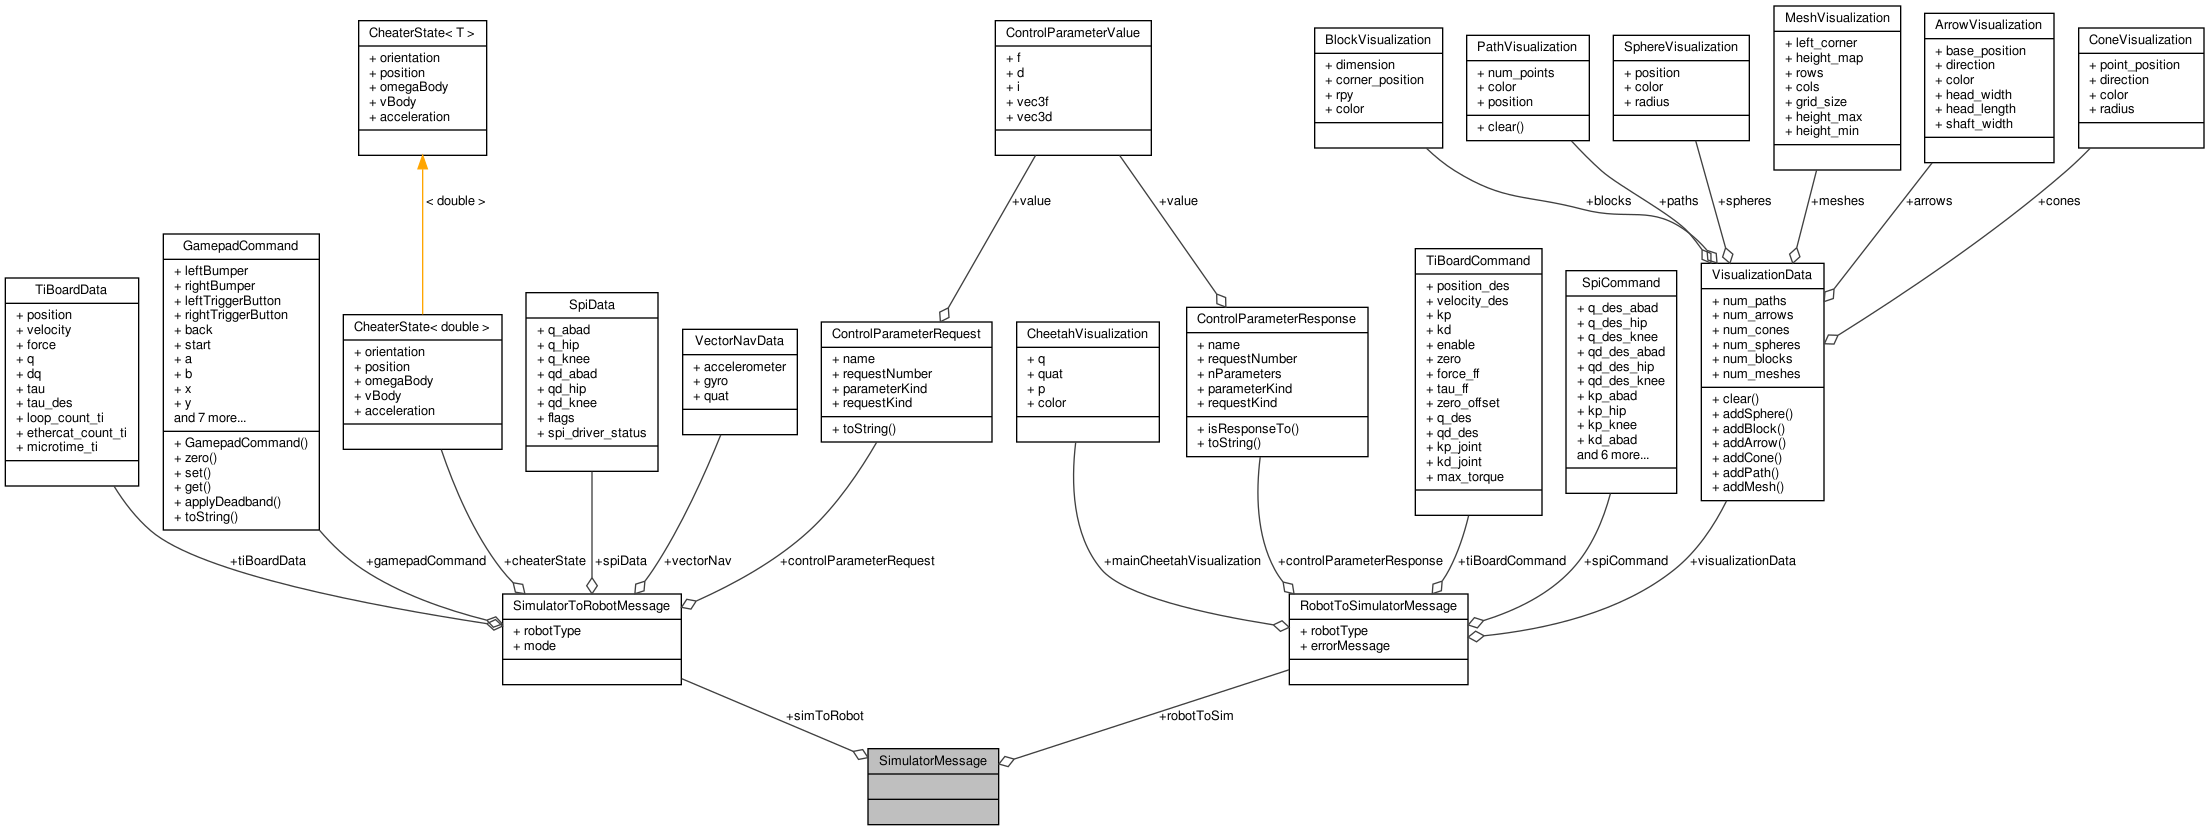 CheaterState< T >
+ orientation
+ position
+ omegaBody
+ vBody
+ acceleration
ControlParameterValue
+ f
+ d
+ i
+ vec3f
+ vec3d
BlockVisualization
+ dimension
+ corner_position
+ rpy
+ color
PathVisualization
+ num_points
+ color
+ position
+ clear()
SphereVisualization
+ position
+ color
+ radius
MeshVisualization
+ left_corner
+ height_map
+ rows
+ cols
+ grid_size
+ height_max
+ height_min
ArrowVisualization
+ base_position
+ direction
+ color
+ head_width
+ head_length
+ shaft_width
ConeVisualization
+ point_position
+ direction
+ color
+ radius
< double >
+value
+value
+blocks
+paths
+spheres
+meshes
+arrows
+cones
TiBoardData
+ position
+ velocity
+ force
+ q
+ dq
+ tau
+ tau_des
+ loop_count_ti
+ ethercat_count_ti
+ microtime_ti
GamepadCommand
+ leftBumper
+ rightBumper
+ leftTriggerButton
+ rightTriggerButton
+ back
+ start
+ a
+ b
+ x
+ y
and 7 more...
+ GamepadCommand()
+ zero()
+ set()
+ get()
+ applyDeadband()
+ toString()
CheaterState< double >
+ orientation
+ position
+ omegaBody
+ vBody
+ acceleration
SpiData
+ q_abad
+ q_hip
+ q_knee
+ qd_abad
+ qd_hip
+ qd_knee
+ flags
+ spi_driver_status
VectorNavData
+ accelerometer
+ gyro
+ quat
ControlParameterRequest
+ name
+ requestNumber
+ parameterKind
+ requestKind
+ toString()
CheetahVisualization
+ q
+ quat
+ p
+ color
ControlParameterResponse
+ name
+ requestNumber
+ nParameters
+ parameterKind
+ requestKind
+ isResponseTo()
+ toString()
TiBoardCommand
+ position_des
+ velocity_des
+ kp
+ kd
+ enable
+ zero
+ force_ff
+ tau_ff
+ zero_offset
+ q_des
+ qd_des
+ kp_joint
+ kd_joint
+ max_torque
SpiCommand
+ q_des_abad
+ q_des_hip
+ q_des_knee
+ qd_des_abad
+ qd_des_hip
+ qd_des_knee
+ kp_abad
+ kp_hip
+ kp_knee
+ kd_abad
and 6 more...
VisualizationData
+ num_paths
+ num_arrows
+ num_cones
+ num_spheres
+ num_blocks
+ num_meshes
+ clear()
+ addSphere()
+ addBlock()
+ addArrow()
+ addCone()
+ addPath()
+ addMesh()
+tiBoardData
+gamepadCommand
+cheaterState
+spiData
+vectorNav
+controlParameterRequest
+mainCheetahVisualization
+controlParameterResponse
+tiBoardCommand
+spiCommand
+visualizationData
SimulatorToRobotMessage
+ robotType
+ mode
RobotToSimulatorMessage
+ robotType
+ errorMessage
+simToRobot
+robotToSim
SimulatorMessage